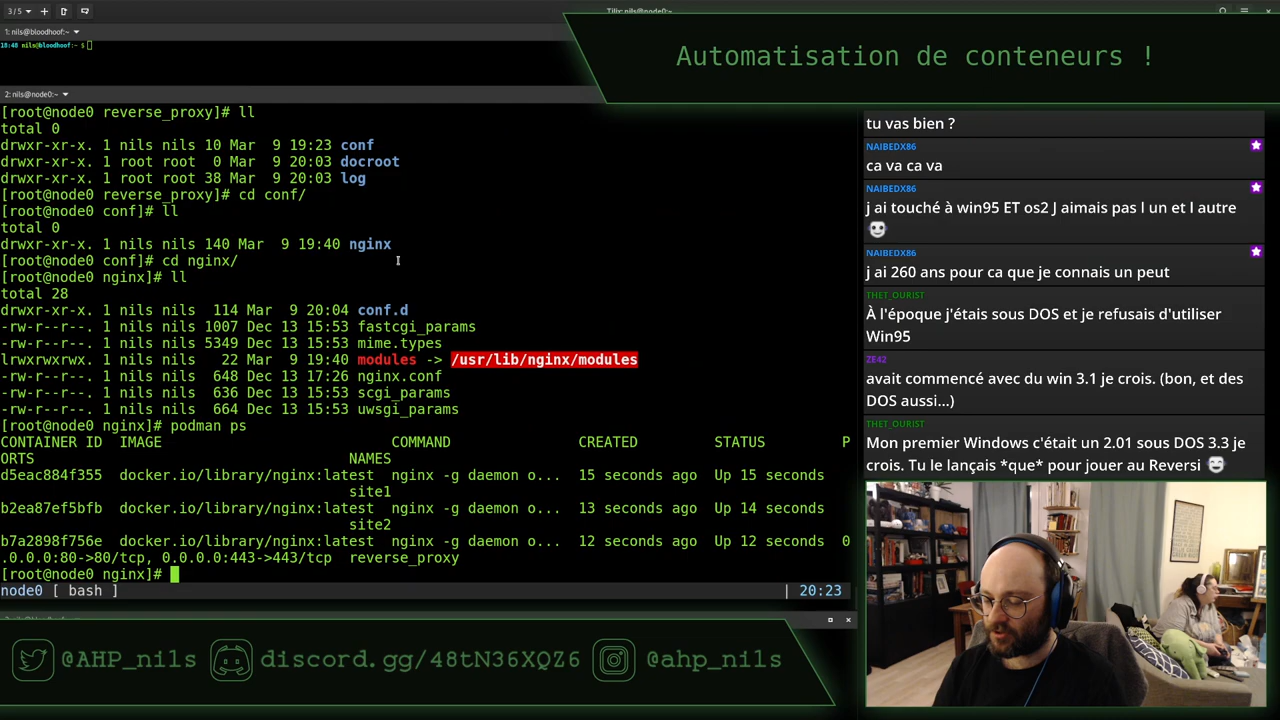 3/5
Tilix: nils@node0:~
1: nils@bloodhoof:~
18:48 nils@bloodhoof:~ $
2: nils@node0:~
Automatisation de conteneurs !
[root@node0 reverse_proxy]# ll
total 0
drwxr-xr-x. 1 nils nils 10 Mar  9 19:23 conf
drwxr-xr-x. 1 root root  0 Mar  9 20:03 docroot
drwxr-xr-x. 1 root root 38 Mar  9 20:03 log
[root@node0 reverse_proxy]# cd conf/
[root@node0 conf]# ll
total 0
drwxr-xr-x. 1 nils nils 140 Mar  9 19:40 nginx
[root@node0 conf]# cd nginx/
[root@node0 nginx]# ll
total 28
drwxr-xr-x. 1 nils nils  114 Mar  9 20:04 conf.d
-rw-r--r--. 1 nils nils 1007 Dec 13 15:53 fastcgi_params
-rw-r--r--. 1 nils nils 5349 Dec 13 15:53 mime.types
lrwxrwxrwx. 1 nils nils   22 Mar  9 19:40 modules -> /usr/lib/nginx/modules
-rw-r--r--. 1 nils nils  648 Dec 13 17:26 nginx.conf
-rw-r--r--. 1 nils nils  636 Dec 13 15:53 scgi_params
-rw-r--r--. 1 nils nils  664 Dec 13 15:53 uwsgi_params
[root@node0 nginx]# podman ps
CONTAINER ID  IMAGE                           COMMAND               CREATED         STATUS         P
ORTS                                     NAMES
d5eac884f355  docker.io/library/nginx:latest  nginx -g daemon o...  15 seconds ago  Up 15 seconds
site1
b2ea87ef5bfb  docker.io/library/nginx:latest  nginx -g daemon o...  13 seconds ago  Up 14 seconds
site2
b7a2898f756e  docker.io/library/nginx:latest  nginx -g daemon o...  12 seconds ago  Up 12 seconds  0
.0.0.0:80->80/tcp, 0.0.0.0:443->443/tcp  reverse_proxy
[root@node0 nginx]#
node0 [ bash ] | 20:23
tu vas bien ?
NAIBEDX86
ca va ca va
NAIBEDX86
j ai touché à win95 ET os2 J aimais pas l un et l autre
NAIBEDX86
j ai 260 ans pour ca que je connais un peut
THET_OURIST
À l'époque j'étais sous DOS et je refusais d'utiliser
Win95
ZE42
avait commencé avec du win 3.1 je crois. (bon, et des
DOS aussi...)
THET_OURIST
Mon premier Windows c'était un 2.01 sous DOS 3.3 je
crois. Tu le lançais *que* pour jouer au Reversi
@AHP_nils
discord.gg/48tN36XQZ6
@ahp_nils